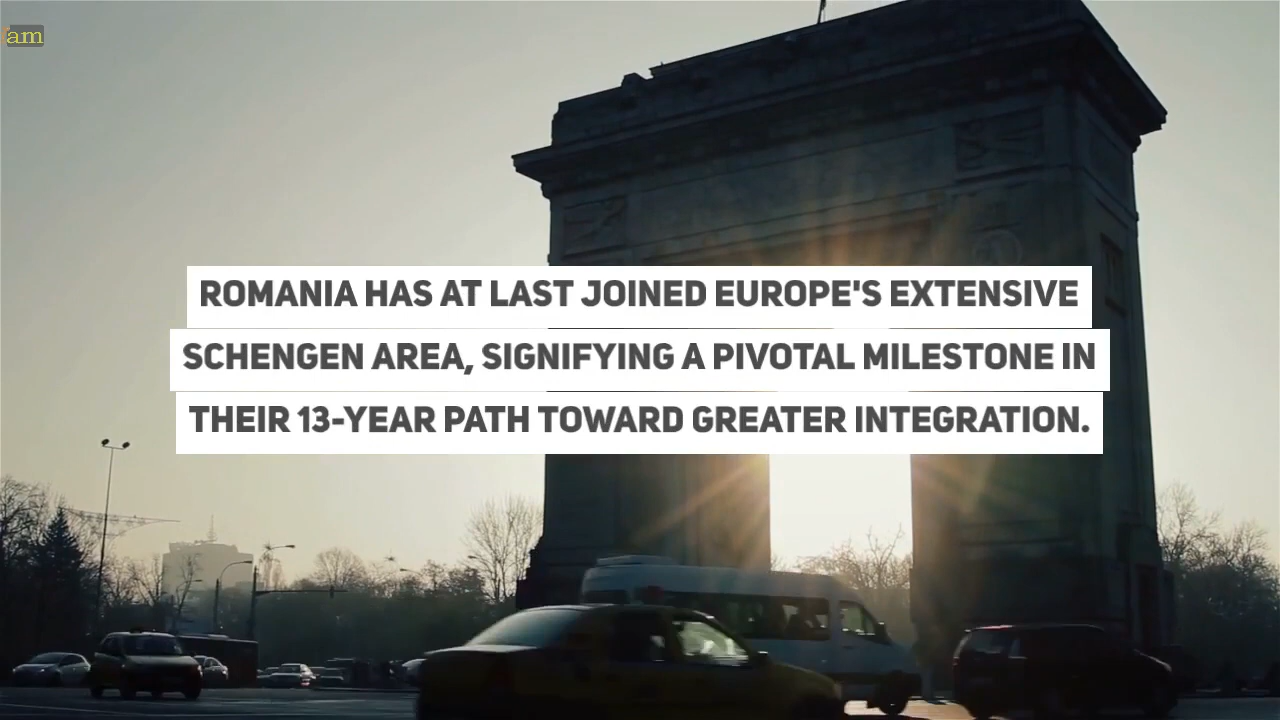 am
ROMANIA HAS AT LAST JOINED EUROPE'S EXTENSIVE
SCHENGEN AREA, SIGNIFYING A PIVOTAL MILESTONE IN
THEIR 13-YEAR PATH TOWARD GREATER INTEGRATION.